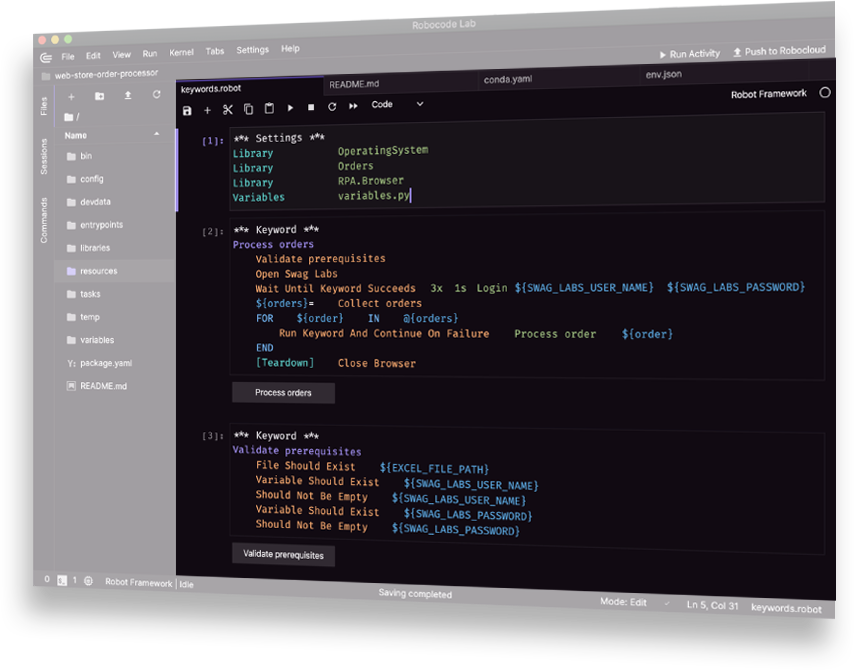 Robocode Lab
File Edit View Run Kernel Tabs Settings Help
Run Activity Push to Robocloud
web-store-order-processor
Files
Sessions
Commands
/
Name
bin
config
devdata
entrypoints
libraries
resources
tasks
temp
variables
Y: package.yaml
README.md
keywords.robot README.md conda.yaml env.json
Code
Robot Framework
[1]: *** Settings ***
Library OperatingSystem
Library Orders
Library RPA.Browser
Variables variables.py
[2]: *** Keyword ***
Process orders
Validate prerequisites
Open Swag Labs
Wait Until Keyword Succeeds 3x 1s Login ${SWAG_LABS_USER_NAME} ${SWAG_LABS_PASSWORD}
${orders}= Collect orders
FOR ${order} IN @{orders}
Run Keyword And Continue On Failure Process order ${order}
END
[Teardown] Close Browser
Process orders
[3]: *** Keyword ***
Validate prerequisites
File Should Exist ${EXCEL_FILE_PATH}
Variable Should Exist ${SWAG_LABS_USER_NAME}
Should Not Be Empty ${SWAG_LABS_USER_NAME}
Variable Should Exist ${SWAG_LABS_PASSWORD}
Should Not Be Empty ${SWAG_LABS_PASSWORD}
Validate prerequisites
0 1 Robot Framework | Idle Saving completed Mode: Edit Ln 5, Col 31 keywords.robot